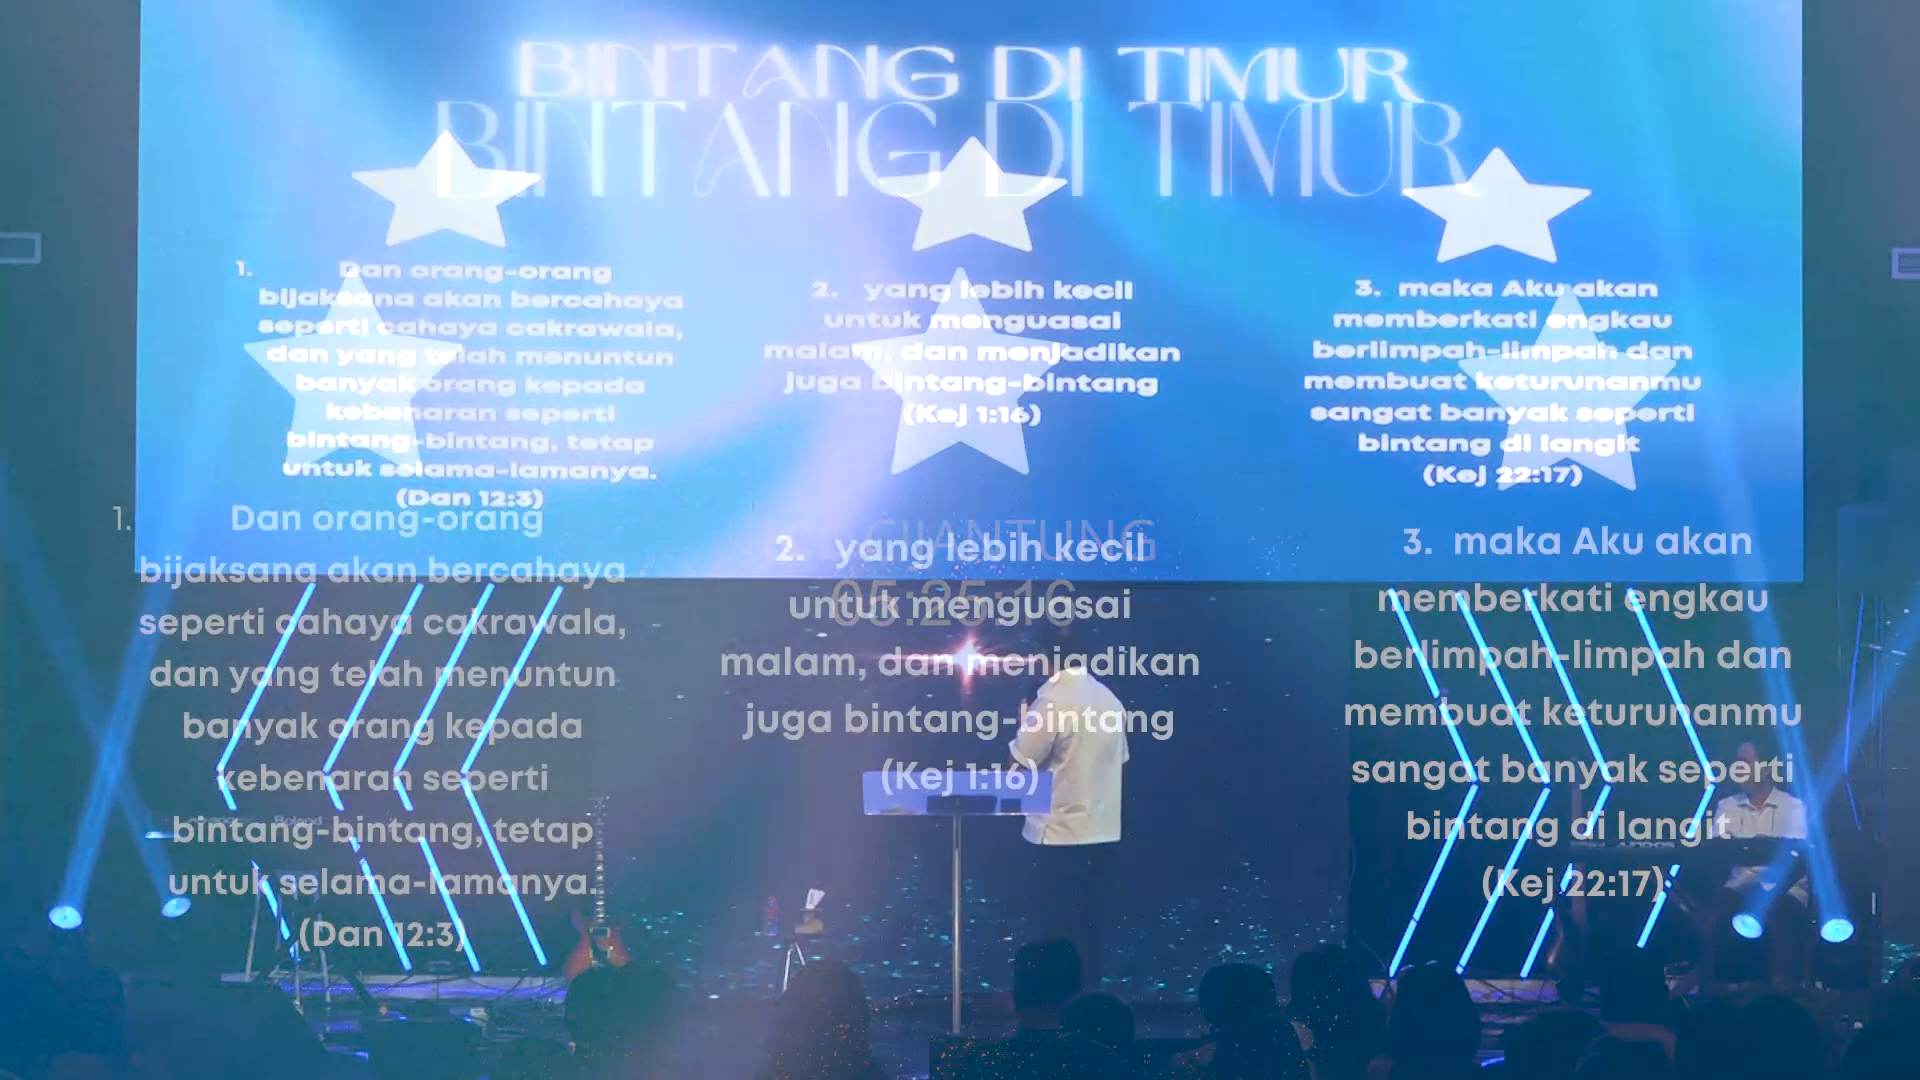 BINTANG DI TIMUR
BINTANG DI TIMUR
1. Dan orang-orang
bijaksana akan bercahaya
seperti cahaya cakrawala,
dan yang telah menuntun
banyak orang kepada
kebenaran seperti
bintang-bintang, tetap
untuk selama-lamanya.
(Dan 12:3)
2. yang lebih kecil
untuk menguasai
malam, dan menjadikan
juga bintang-bintang
(Kej 1:16)
3. maka Aku akan
memberkati engkau
berlimpah-limpah dan
membuat keturunanmu
sangat banyak seperti
bintang di langit
(Kej 22:17)
1. Dan orang-orang
bijaksana akan bercahaya
seperti cahaya cakrawala,
dan yang telah menuntun
banyak orang kepada
kebenaran seperti
bintang-bintang, tetap
untuk selama-lamanya.
(Dan 12:3)
CIJANTUNG
05:25:16
2. yang lebih kecil
untuk menguasai
malam, dan menjadikan
juga bintang-bintang
(Kej 1:16)
3. maka Aku akan
memberkati engkau
berlimpah-limpah dan
membuat keturunanmu
sangat banyak seperti
bintang di langit
(Kej 22:17)
Roland